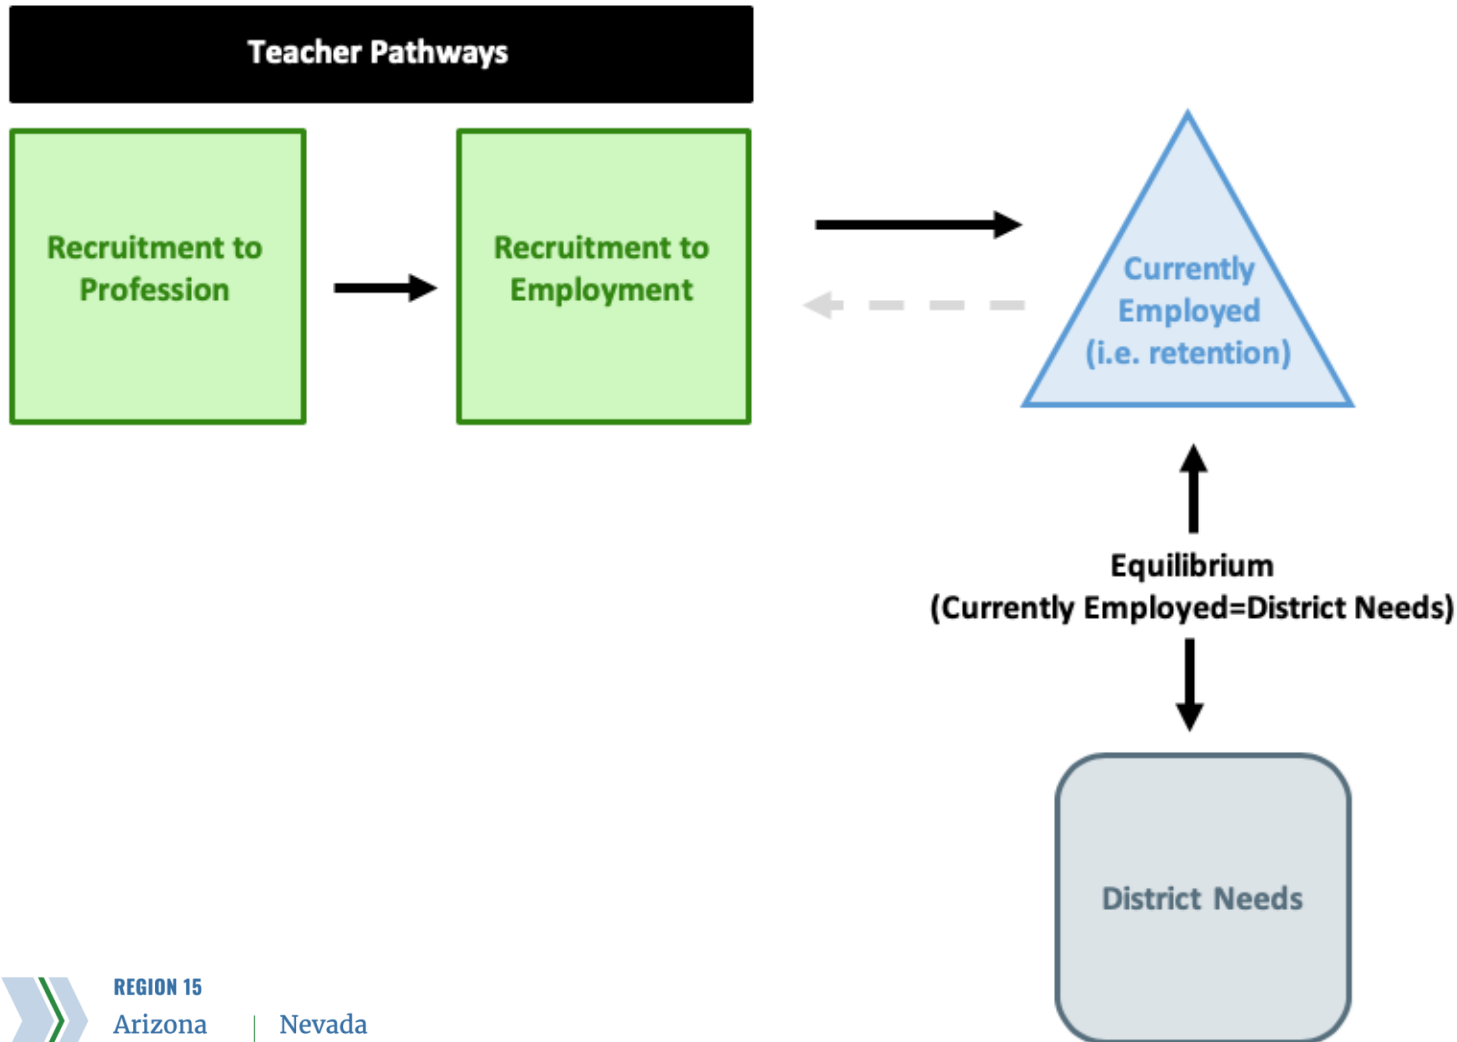 Teacher Pathways
Recruitment to
Profession
Recruitment to
Employment
Currently
Employed
(i.e. retention)
Equilibrium
(Currently Employed=District Needs)
District Needs
REGION 15
Arizona | Nevada